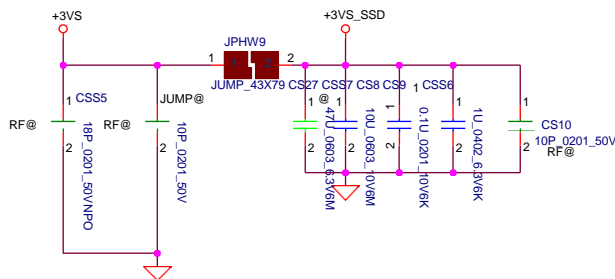 +3VS
+3VS_SSD
JPHW9
1
1
2
2
JUMP_43X79
CS27
CSS7
CS8
CS9
CSS6
CSS5
JUMP@
@
1
1
1
1
1
1
1
RF@
RF@
18P_0201_50V NPO
10P_0201_50V
47U_0603_6.3V6M
10U_0603_10V6M
0.1U_0201_10V6K
1U_0402_6.3V6K
CS10
10P_0201_50V
RF@
2
2
2
2
2
2
2